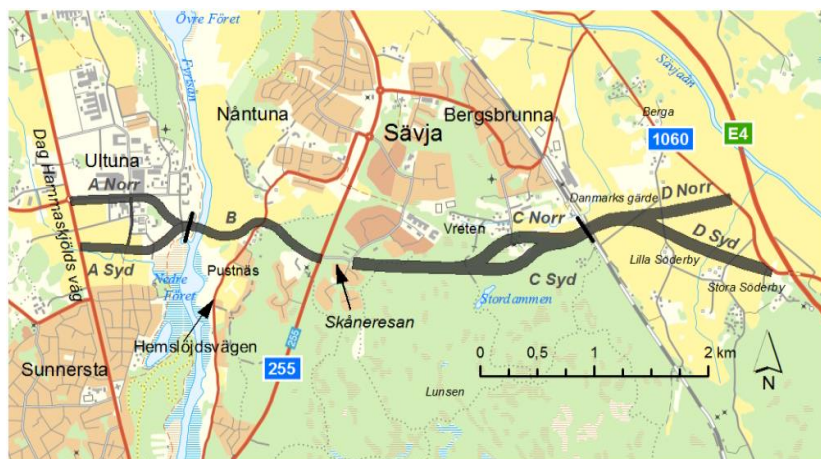 Övre Föret
Fyrisån
Sävjaån
Nåntuna
Bergsbrunna
Berga
1060
E4
Sävja
Dag Hammaskjölds väg
Ultuna
A Norr
B
Danmarks gärde
D Norr
C Norr
Vreten
A Syd
D Syd
Pustnäs
C Syd
Lilla Söderby
Nedre
Föret
Stordammen
Stora Söderby
Skåneresan
255
Hemslöjdsvägen
0 0,5 1 2 km
Sunnersta
255
Lunsen
N